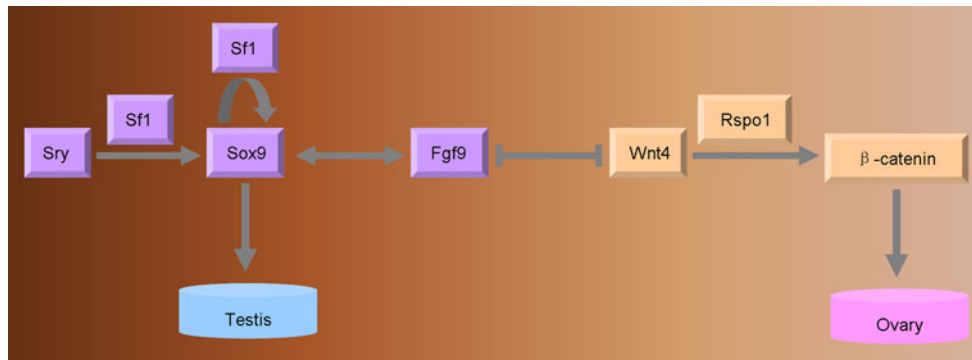 Sf1
Sf1
Rspo1
Sry
Sox9
Fgf9
Wnt4
β-catenin
Testis
Ovary